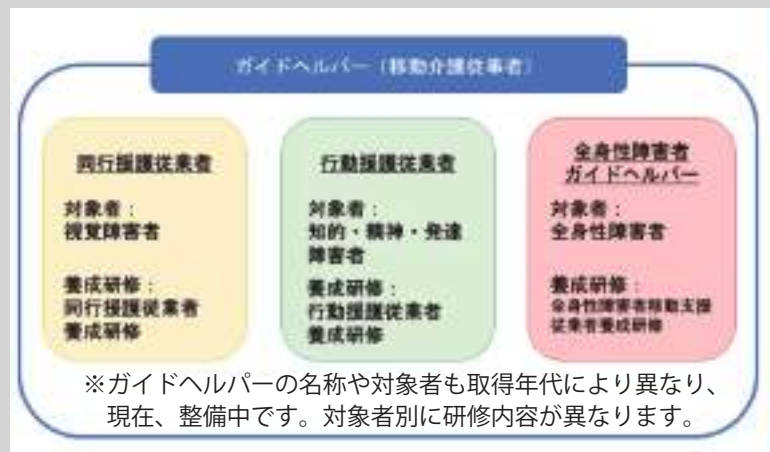 ガイドヘルパー（移動介護従事者）
同行援護従業者
対象者：
視覚障害者
養成研修：
同行援護従業者
養成研修
行動援護従業者
対象者：
知的・精神・発達
障害者
養成研修：
行動援護従業者
養成研修
全身性障害者
ガイドヘルパー
対象者：
全身性障害者
養成研修：
全身性障害者移動支援
従業者養成研修
※ガイドヘルパーの名称や対象者も取得年代により異なり、
現在、整備中です。対象者別に研修内容が異なります。